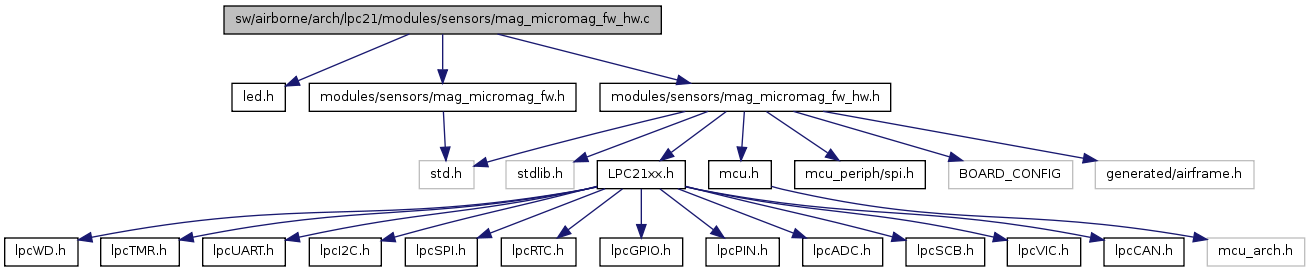 sw/airborne/arch/lpc21/modules/sensors/mag_micromag_fw_hw.c
led.h
modules/sensors/mag_micromag_fw.h
modules/sensors/mag_micromag_fw_hw.h
std.h
stdlib.h
LPC21xx.h
mcu.h
mcu_periph/spi.h
BOARD_CONFIG
generated/airframe.h
lpcWD.h
lpcTMR.h
lpcUART.h
lpcI2C.h
lpcSPI.h
lpcRTC.h
lpcGPIO.h
lpcPIN.h
lpcADC.h
lpcSCB.h
lpcVIC.h
lpcCAN.h
mcu_arch.h